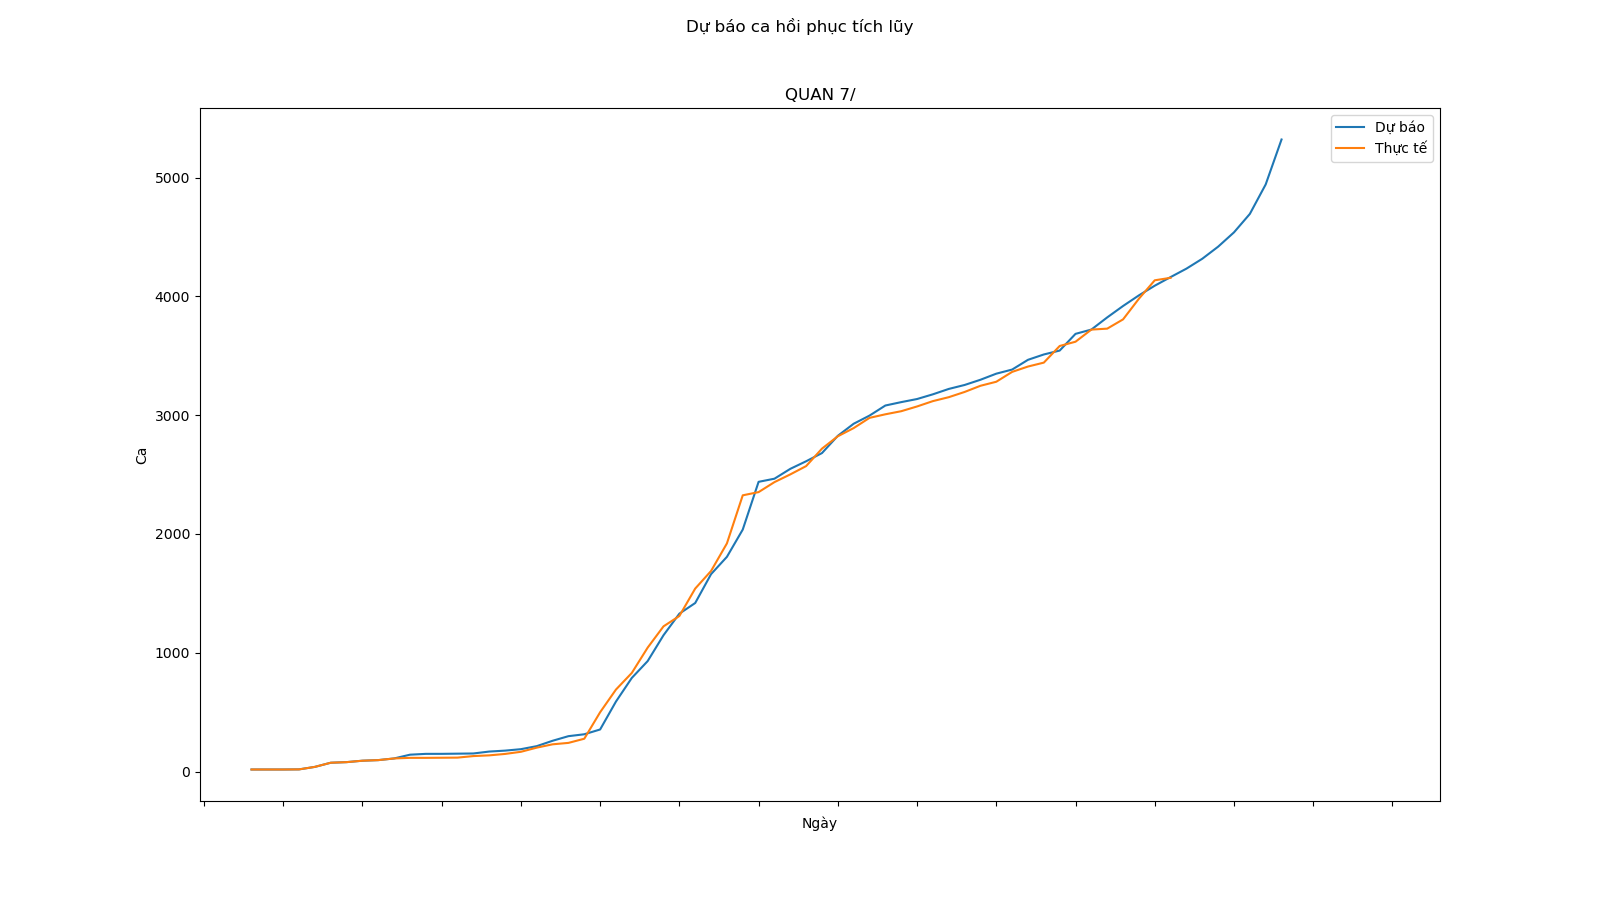 Dự báo ca hồi phục tích lũy
QUAN 7/
Dự báo
Thực tế
5000
4000
3000
2000
1000
0
Ca
Ngày